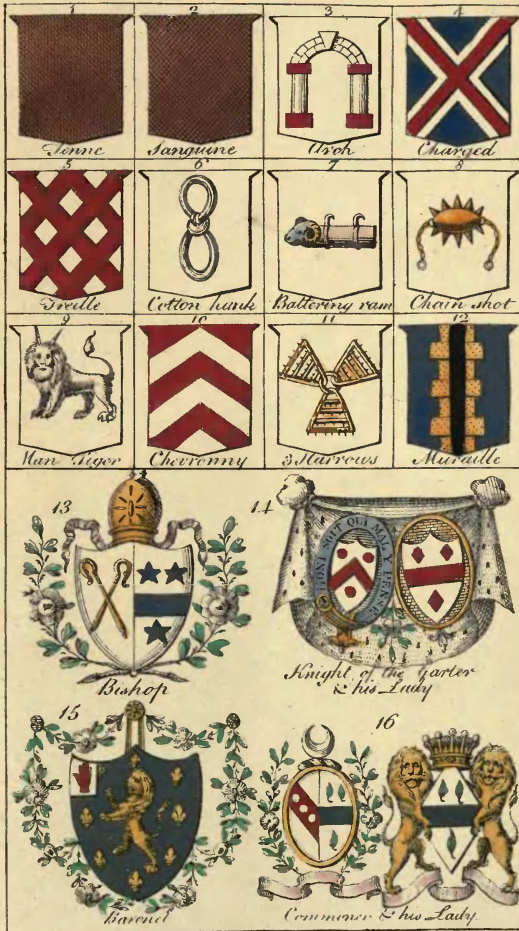 1 2 3 4
Tenne Sanguine Arch Charged
5 6 7 8
Treille Cotton hank Battering ram Chain shot
9 10 11 12
Man Tiger Chevronny 3 Harrows Muraille
13 14
HONI SOIT QUI MAL Y PENSE
Bishop
Knight of the Garter
& his Lady
15 16
Baronet
Commoner & his Lady